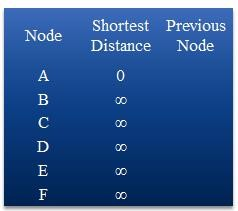 Node Shortest Distance Previous Node
A 0
B ∞
C ∞
D ∞
E ∞
F ∞